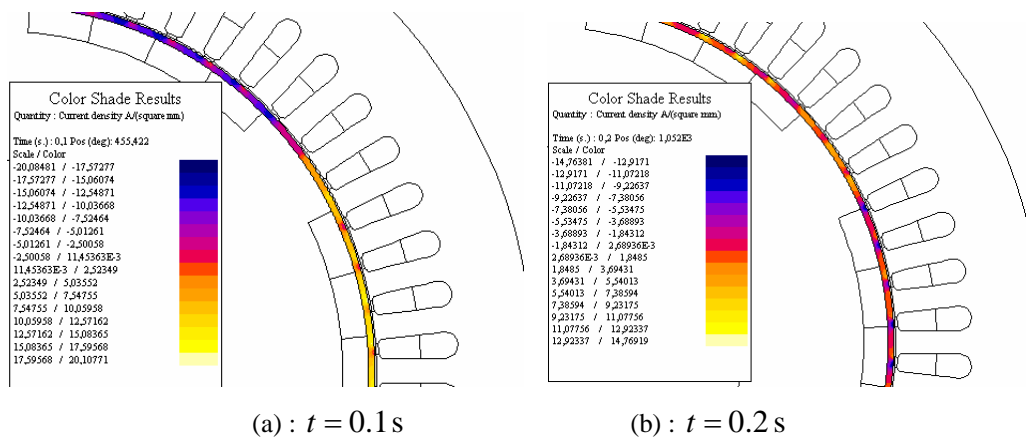 Color Shade Results
Quantity : Current density A/(square mm)
Time (s.) : 0,1 Pos (deg): 455,422
Scale / Color
-20,08481 / -17,57277
-17,57277 / -15,06074
-15,06074 / -12,54871
-12,54871 / -10,03668
-10,03668 / -7,52464
-7,52464 / -5,01261
-5,01261 / -2,50058
-2,50058 / 11,45363E-3
11,45363E-3 / 2,52349
2,52349 / 5,03552
5,03552 / 7,54755
7,54755 / 10,05958
10,05958 / 12,57162
12,57162 / 15,08365
15,08365 / 17,59568
17,59568 / 20,10771
Color Shade Results
Quantity : Current density A/(square mm)
Time (s.) : 0,2 Pos (deg): 1,052E3
Scale / Color
-14,76381 / -12,9171
-12,9171 / -11,07218
-11,07218 / -9,22637
-9,22637 / -7,38056
-7,38056 / -5,53475
-5,53475 / -3,68893
-3,68893 / -1,84312
-1,84312 / 2,68936E-3
2,68936E-3 / 1,8485
1,8485 / 3,69431
3,69431 / 5,54013
5,54013 / 7,38594
7,38594 / 9,23175
9,23175 / 11,07756
11,07756 / 12,92337
12,92337 / 14,76919
(a) : t = 0.1 s
(b) : t = 0.2 s